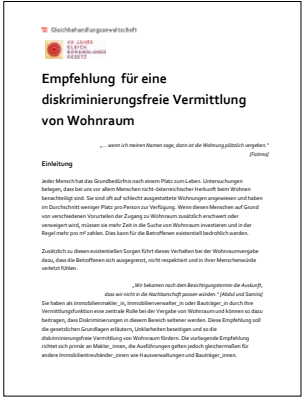 Gleichbehandlungsanwaltschaft
40 JAHRE
GLEICH
BEHANDLUNGS
GESETZ
Empfehlung für eine
diskriminierungsfreie Vermittlung
von Wohnraum
„... wenn ich meinen Namen sage, dann ist die Wohnung plötzlich vergeben."
[Fatima]
Einleitung
Jeder Mensch hat das Grundbedürfnis nach einem Platz zum Leben. Untersuchungen
belegen, dass bei uns vor allem Menschen nicht-österreichischer Herkunft beim Wohnen
benachteiligt sind. Sie sind oft auf schlecht ausgestattete Wohnungen angewiesen und haben
im Durchschnitt weniger Platz pro Person zur Verfügung. Wenn diesen Menschen auf Grund
von verschiedenen Vorurteilen der Zugang zu Wohnraum zusätzlich erschwert oder
verweigert wird, müssen sie mehr Zeit in die Suche von Wohnraum investieren und in der
Regel mehr pro m² zahlen. Dies kann für die Betroffenen existentiell bedrohlich werden.
Zusätzlich zu diesen existentiellen Sorgen führt dieses Verhalten bei der Wohnraumvergabe
dazu, dass die Betroffenen sich ausgegrenzt, nicht respektiert und in ihrer Menschenwürde
verletzt fühlen.
„Wir bekamen nach dem Besichtigungstermin die Auskunft,
dass wir nicht in die Nachbarschaft passen würden." [Abdul und Samira]
Sie haben als Immobilienmakler_in, Immobilienverwalter_in oder Bauträger_in durch Ihre
Vermittlungsfunktion eine zentrale Rolle bei der Vergabe von Wohnraum und können so dazu
beitragen, dass Diskriminierungen in diesem Bereich seltener werden. Diese Empfehlung soll
die gesetzlichen Grundlagen erläutern, Unklarheiten beseitigen und so die
diskriminierungsfreie Vermittlung von Wohnraum fördern. Die vorliegende Empfehlung
richtet sich primär an Makler_innen, die Ausführungen gelten jedoch gleichermaßen für
andere Immobilientreuhänder_innen wie Hausverwaltungen und Bauträger_innen.